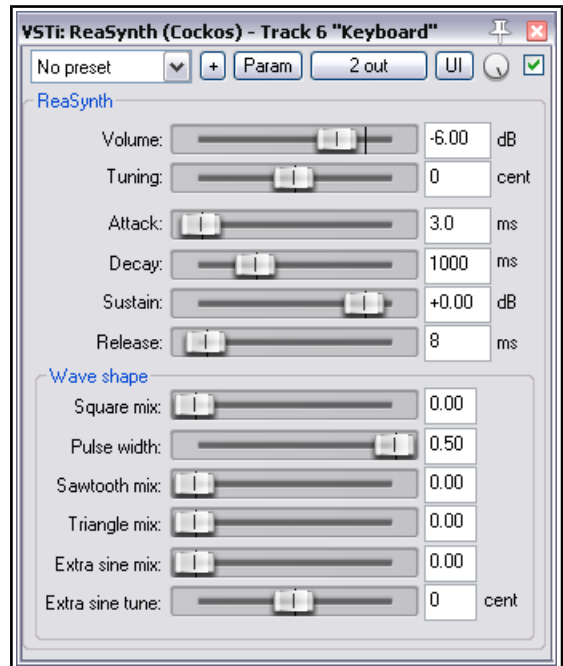 VSTi: ReaSynth (Cockos) - Track 6 "Keyboard"
No preset + Param 2 out UI
ReaSynth
Volume: -6.00 dB
Tuning: 0 cent
Attack: 3.0 ms
Decay: 1000 ms
Sustain: +0.00 dB
Release: 8 ms
Wave shape
Square mix: 0.00
Pulse width: 0.50
Sawtooth mix: 0.00
Triangle mix: 0.00
Extra sine mix: 0.00
Extra sine tune: 0 cent